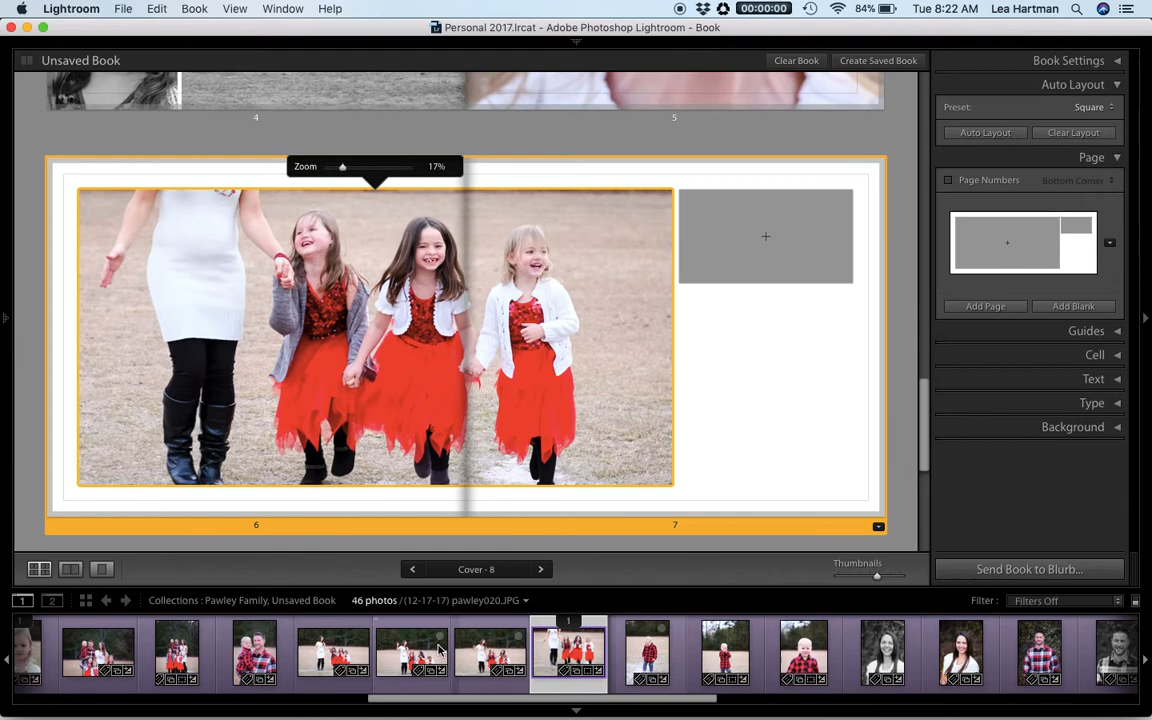 Lightroom File Edit Book View Window Help 00:00:00 84% Tue 8:22 AM Lea Hartman
Personal 2017.lrcat - Adobe Photoshop Lightroom - Book
Unsaved Book Clear Book Create Saved Book Book Settings
Auto Layout
Preset: Square
4 5
Auto Layout Clear Layout
Page
Zoom 17%
Page Numbers Bottom Corner
Add Page Add Blank
Guides
Cell
Text
Type
Background
6 7
Cover - 8
Thumbnails
Send Book to Blurb...
1 2 Collections : Pawley Family, Unsaved Book 46 photos / (12-17-17) pawley020.JPG Filter : Filters Off
1 1